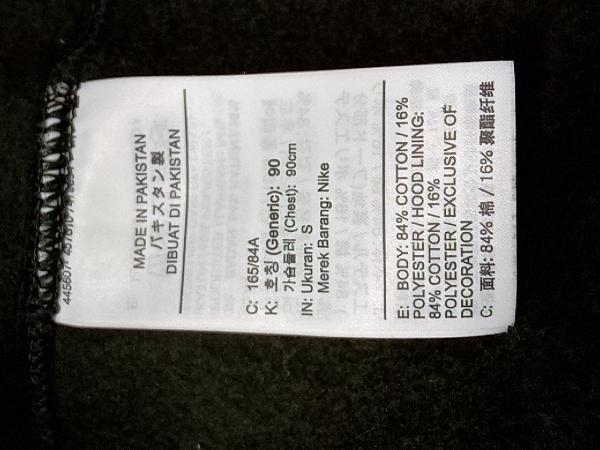 MADE IN PAKISTAN
パキスタン製
DIBUAT DI PAKISTAN
C: 165/84A
K: 호칭 (Generic): 90
가슴둘레 (Chest): 90cm
IN: Ukuran: S
Merek Barang: Nike
E: BODY: 84% COTTON / 16%
POLYESTER/ HOOD LINING:
84% COTTON / 16%
POLYESTER / EXCLUSIVE OF
DECORATION
C: 面料: 84% 棉 / 16% 聚酯纤维